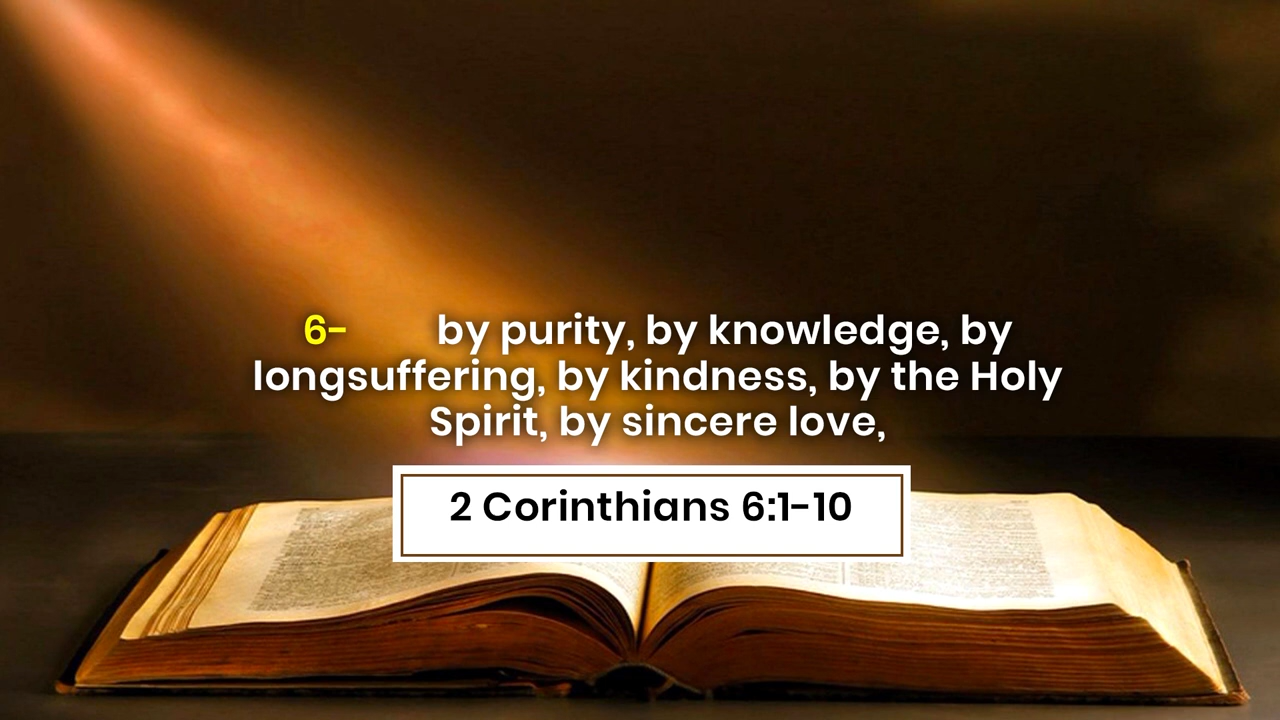 6- by purity, by knowledge, by
longsuffering, by kindness, by the Holy
Spirit, by sincere love,
2 Corinthians 6:1-10